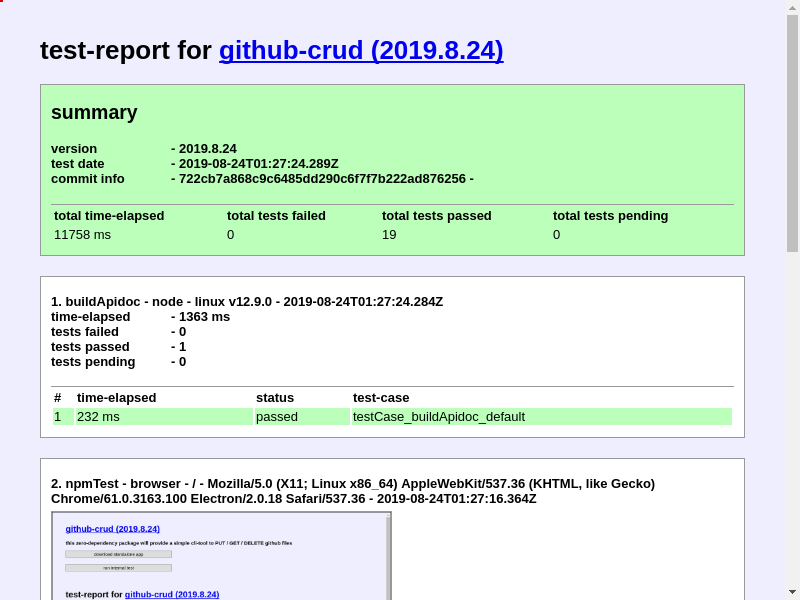 test-report for github-crud (2019.8.24)
summary
version - 2019.8.24
test date - 2019-08-24T01:27:24.289Z
commit info - 722cb7a868c9c6485dd290c6f7f7b222ad876256 -
total time-elapsed total tests failed total tests passed total tests pending
11758 ms 0 19 0
1. buildApidoc - node - linux v12.9.0 - 2019-08-24T01:27:24.284Z
time-elapsed - 1363 ms
tests failed - 0
tests passed - 1
tests pending - 0
# time-elapsed status test-case
1 232 ms passed testCase_buildApidoc_default
2. npmTest - browser - / - Mozilla/5.0 (X11; Linux x86_64) AppleWebKit/537.36 (KHTML, like Gecko)
Chrome/61.0.3163.100 Electron/2.0.18 Safari/537.36 - 2019-08-24T01:27:16.364Z
github-crud (2019.8.24)
this zero-dependency package will provide a simple cli-tool to PUT / GET / DELETE github files
download standalone app
run internal test
test-report for github-crud (2019.8.24)